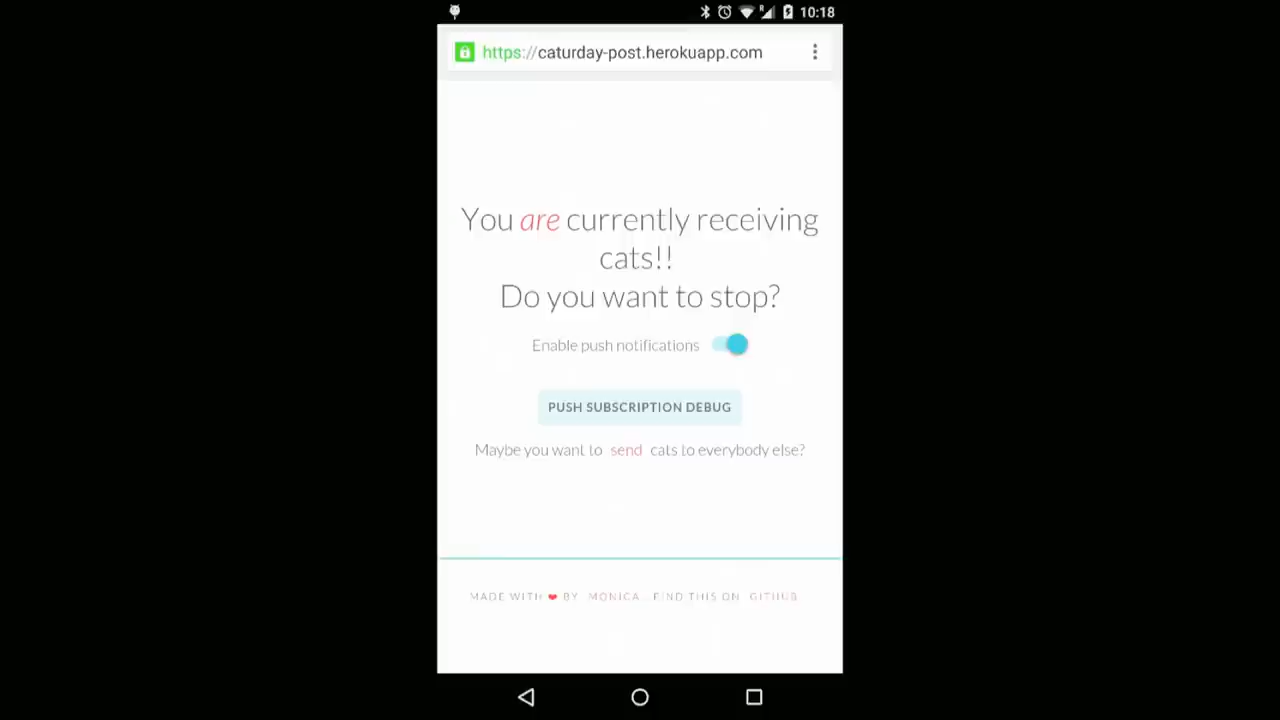 10:18
https://caturday-post.herokuapp.com
You are currently receiving
cats!!
Do you want to stop?
Enable push notifications
PUSH SUBSCRIPTION DEBUG
Maybe you want to send cats to everybody else?
MADE WITH ❤ BY MONICA. FIND THIS ON GITHUB